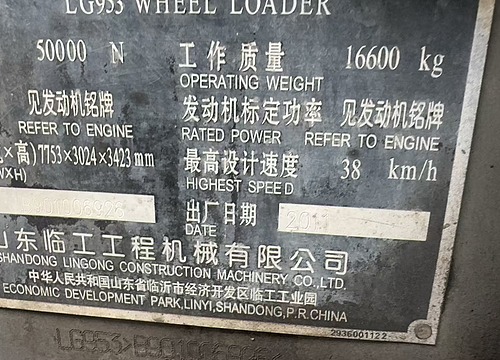 LG953 WHEEL LOADER
50000 N 工作质量 16600 kg
OPERATING WEIGHT
见发动机铭牌 发动机标定功率 见发动机铭牌
REFER TO ENGINE RATED POWER REFER TO ENGINE
×高) 7753×3024×3423mm 最高设计速度 38 km/h
WXH) HIGHEST SPEED
出厂日期 2011
DATE
山东临工工程机械有限公司
SHANDONG LINGONG CONSTRUCTION MACHINERY CO.,LTD
中华人民共和国山东省临沂市经济开发区临工工业园
ECONOMIC DEVELOPMENT PARK,LINYI,SHANDONG,P.R.CHINA
2936001122